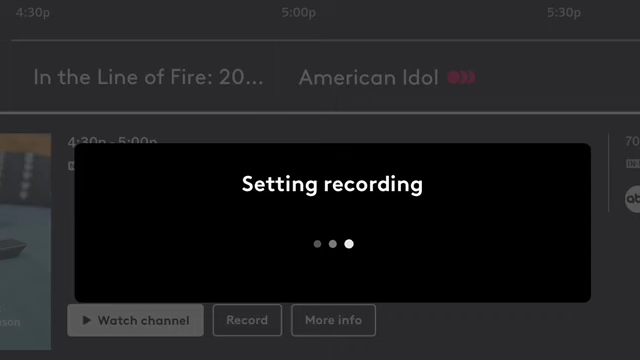 4:30p 5:00p 5:30p
In the Line of Fire: 20... American Idol
4:30p - 5:00p
70
Setting recording
son
Watch channel Record More info